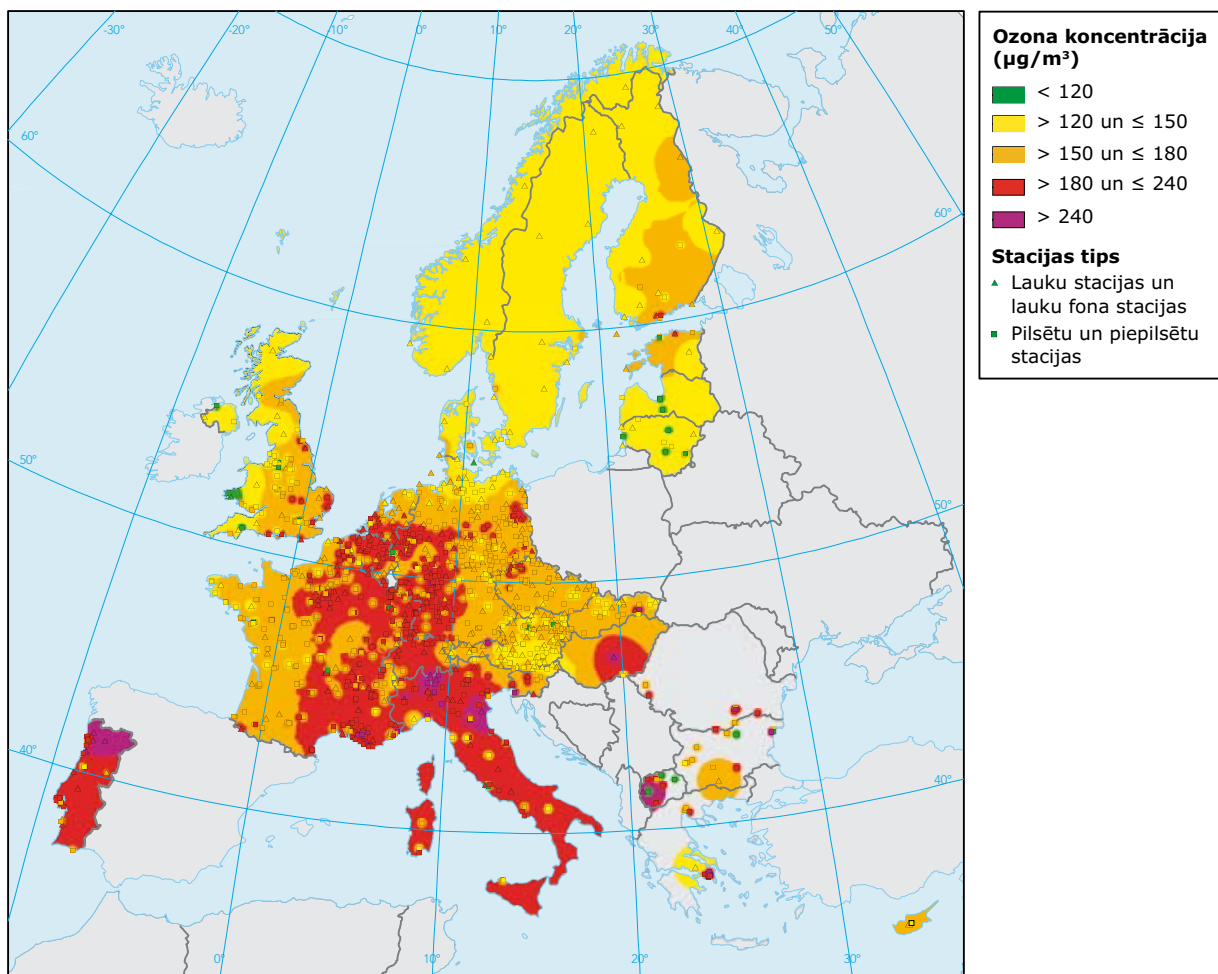 -30°
-20°
-10°
0°
10°
20°
30°
40°
50°
60°
70°
60°
60°
50°
50°
40°
40°
0°
10°
20°
30°
Ozona koncentrācija
(µg/m³)
< 120
> 120 un ≤ 150
> 150 un ≤ 180
> 180 un ≤ 240
> 240
Stacijas tips
Lauku stacijas un
lauku fona stacijas
Pilsētu un piepilsētu
stacijas